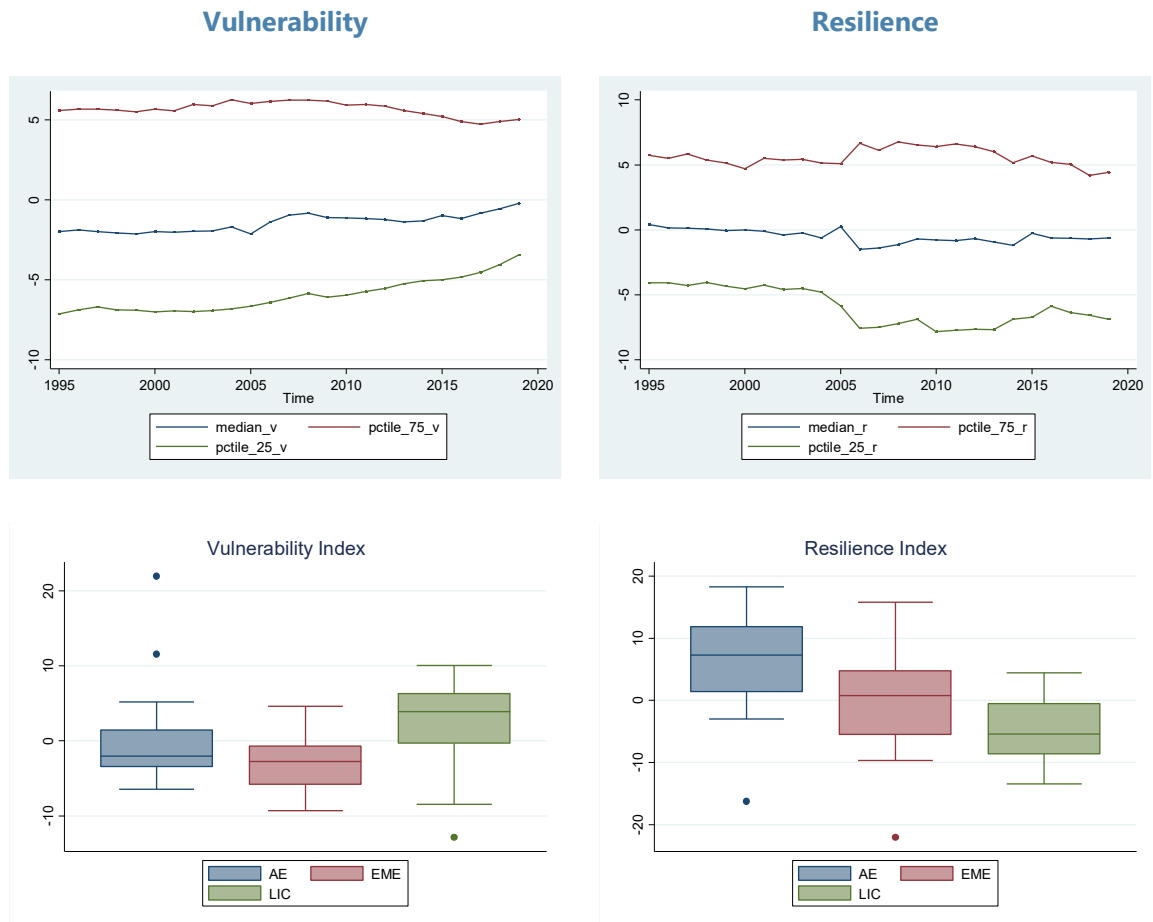 Vulnerability
Resilience
5
0
-5
-10
1995 2000 2005 2010 2015 2020
Time
median_v pctile_75_v
pctile_25_v
10
5
0
-5
-10
1995 2000 2005 2010 2015 2020
Time
median_r pctile_75_r
pctile_25_r
Vulnerability Index
20
10
0
-10
AE EME
LIC
Resilience Index
20
10
0
-10
-20
AE EME
LIC